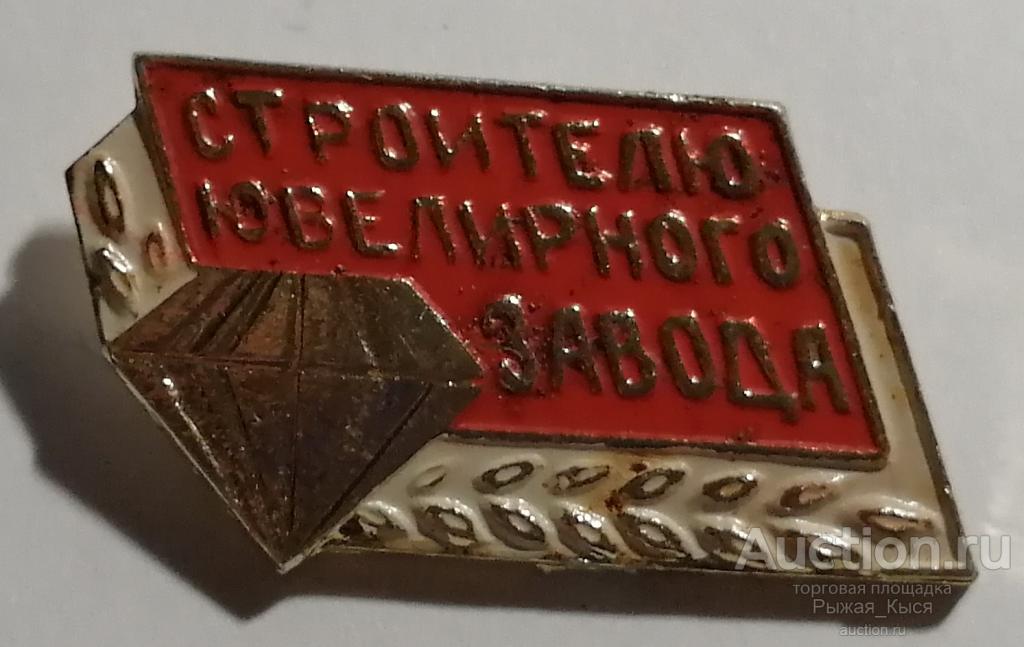 СТРОИТЕЛЮ
ЮВЕЛИРНОГО
ЗАВОДА
Auction.ru
торговая площадка
Рыжая_Кыся
auction.ru